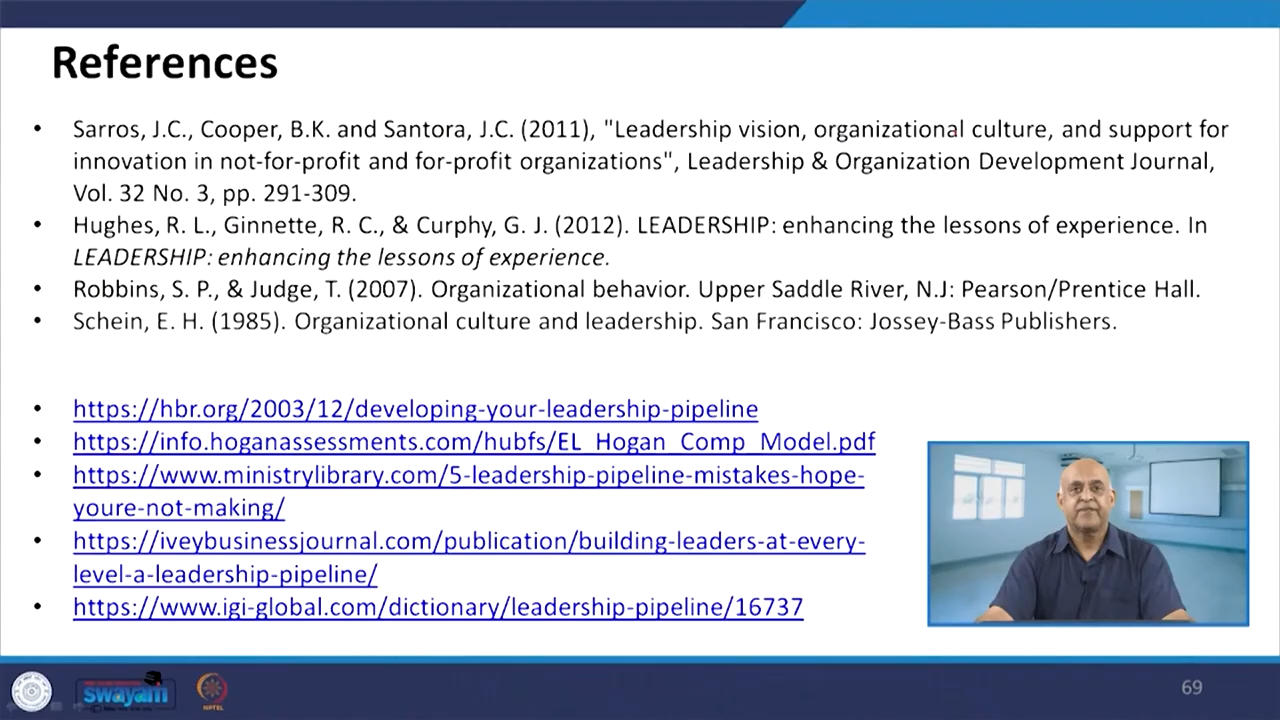 References
• Sarros, J.C., Cooper, B.K. and Santora, J.C. (2011), "Leadership vision, organizational culture, and support for
innovation in not-for-profit and for-profit organizations", Leadership & Organization Development Journal,
Vol. 32 No. 3, pp. 291-309.
• Hughes, R. L., Ginnette, R. C., & Curphy, G. J. (2012). LEADERSHIP: enhancing the lessons of experience. In
LEADERSHIP: enhancing the lessons of experience.
• Robbins, S. P., & Judge, T. (2007). Organizational behavior. Upper Saddle River, N.J: Pearson/Prentice Hall.
• Schein, E. H. (1985). Organizational culture and leadership. San Francisco: Jossey-Bass Publishers.
• https://hbr.org/2003/12/developing-your-leadership-pipeline
• https://info.hoganassessments.com/hubfs/EL_Hogan_Comp_Model.pdf
• https://www.ministrylibrary.com/5-leadership-pipeline-mistakes-hope-
youre-not-making/
• https://iveybusinessjournal.com/publication/building-leaders-at-every-
level-a-leadership-pipeline/
• https://www.igi-global.com/dictionary/leadership-pipeline/16737
swayam
NPTEL
69